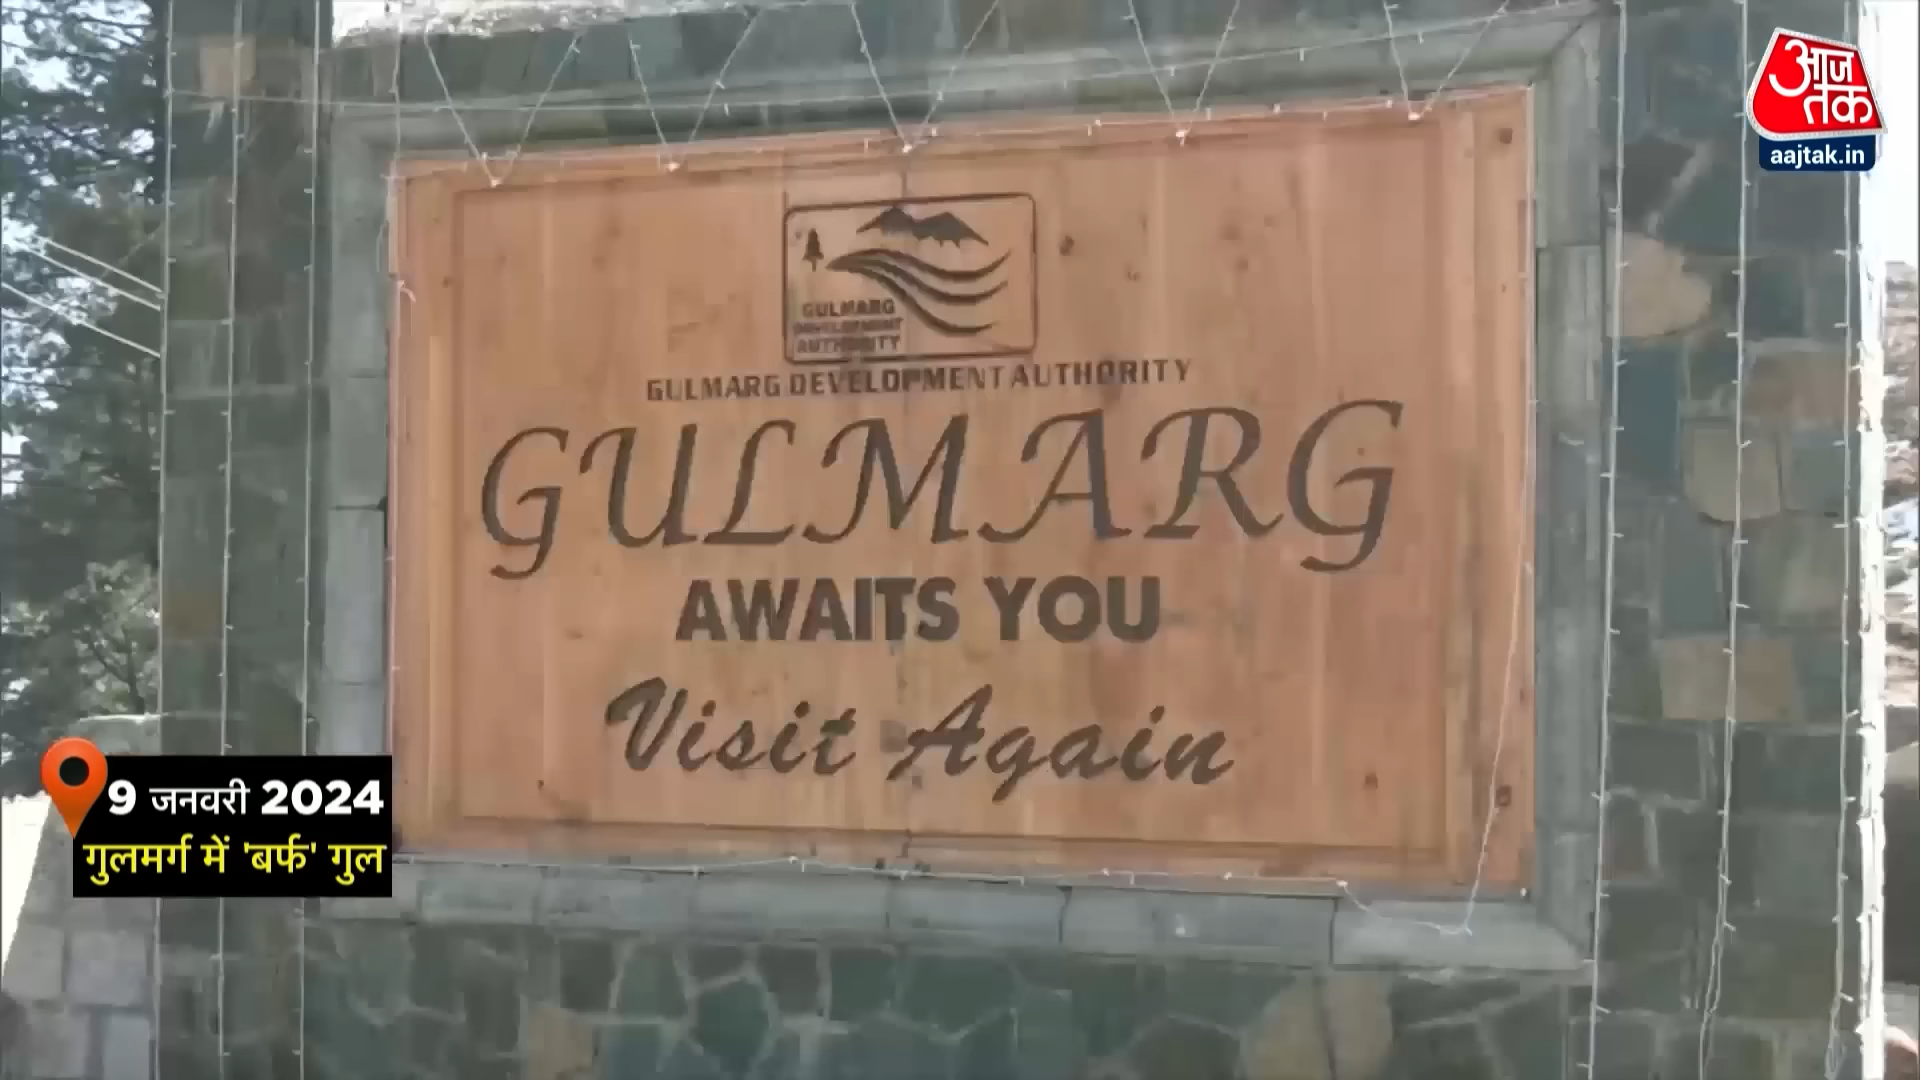 आज
तक
aajtak.in
GULMARG
DEVELOPMENT
AUTHORITY
GULMARG DEVELOPMENT AUTHORITY
GULMARG
AWAITS YOU
Visit Again
9 जनवरी 2024
गुलमर्ग में 'बर्फ' गुल